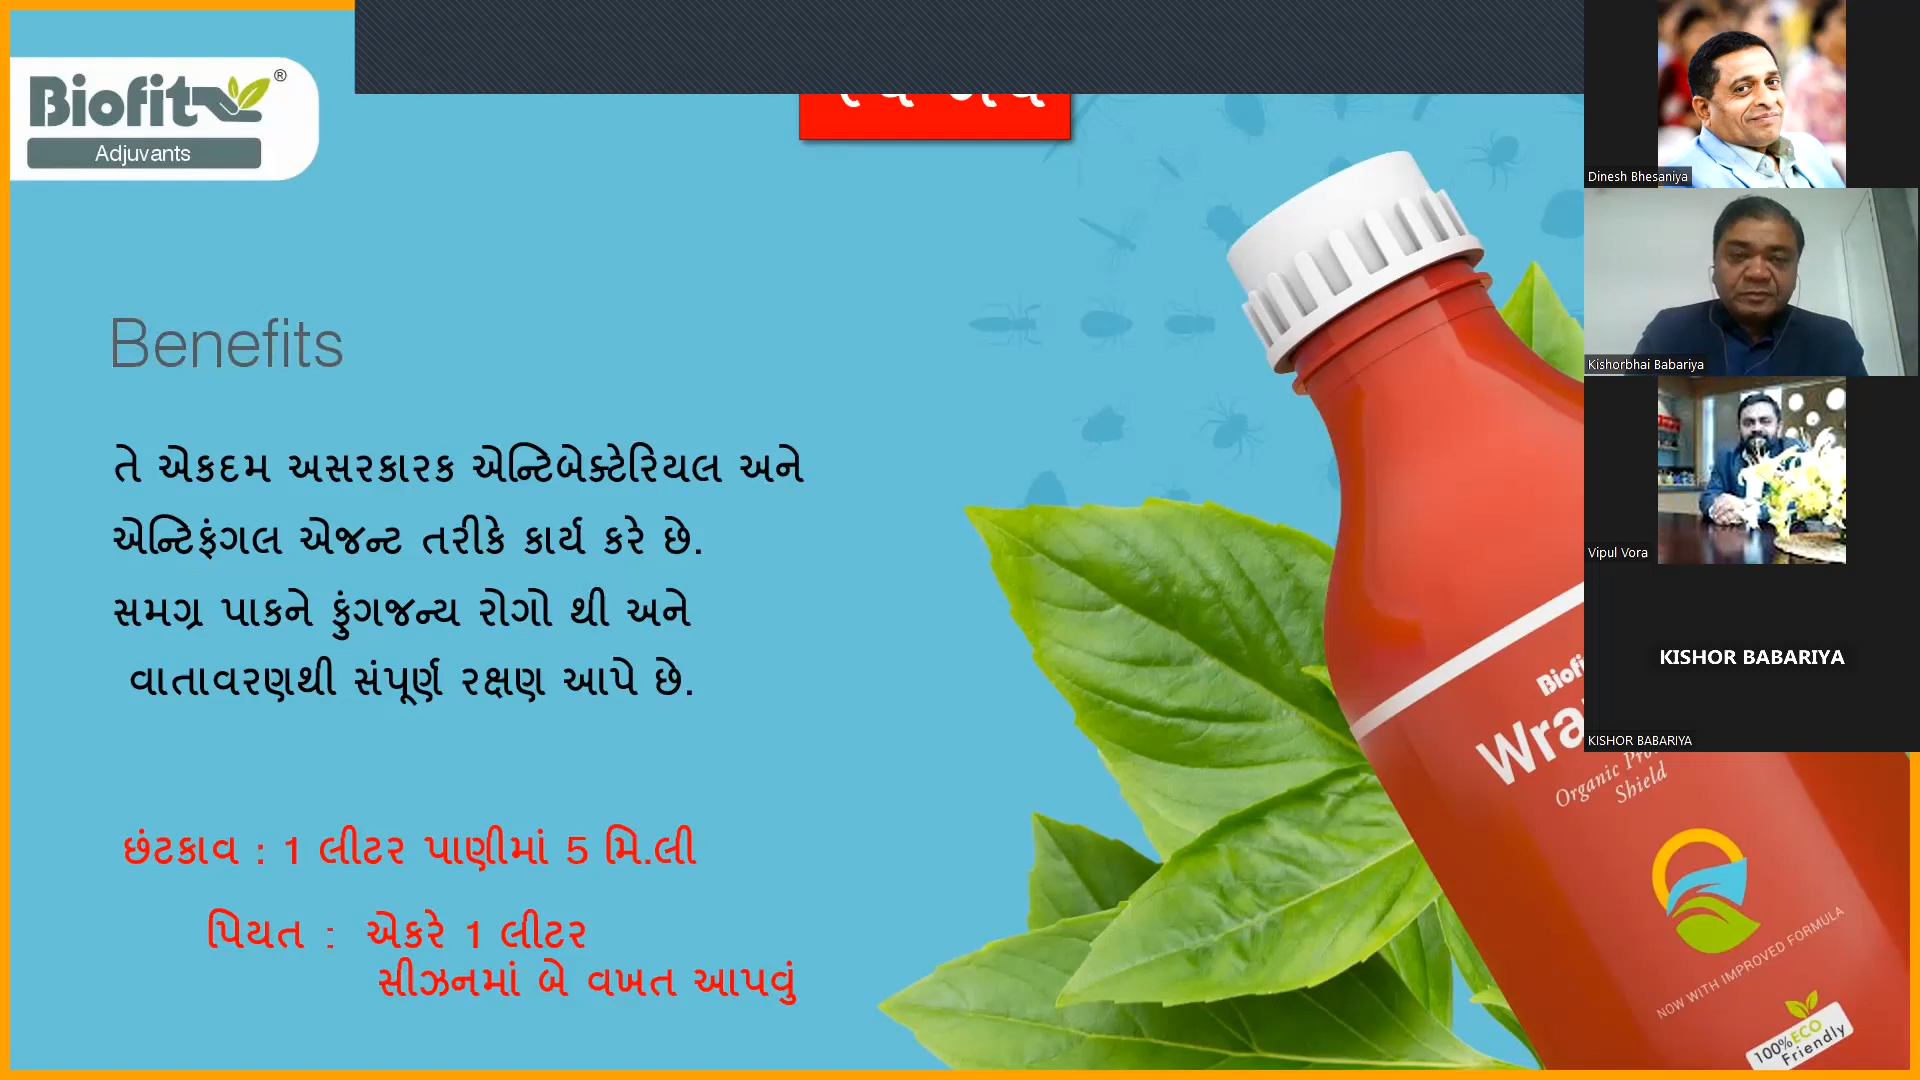 Biofit®
Adjuvants
Benefits
તે એકદમ અસરકારક એન્ટિબેક્ટેરિયલ અને
એન્ટિફંગલ એજન્ટ તરીકે કાર્ય કરે છે.
સમગ્ર પાકને ફુંગજન્ય રોગો થી અને
વાતાવરણથી સંપૂર્ણ રક્ષણ આપે છે.
છંટકાવ : 1 લીટર પાણીમાં 5 મિ.લી
પિયત : એકરે 1 લીટર
સીઝનમાં બે વખત આપવું
Organic
Shield
NOW WITH IMPROVED FORMULA
100% ECO
Friendly
Dinesh Bhesaniya
Kishorbhai Babariya
Vipul Vora
KISHOR BABARIYA
KISHOR BABARIYA